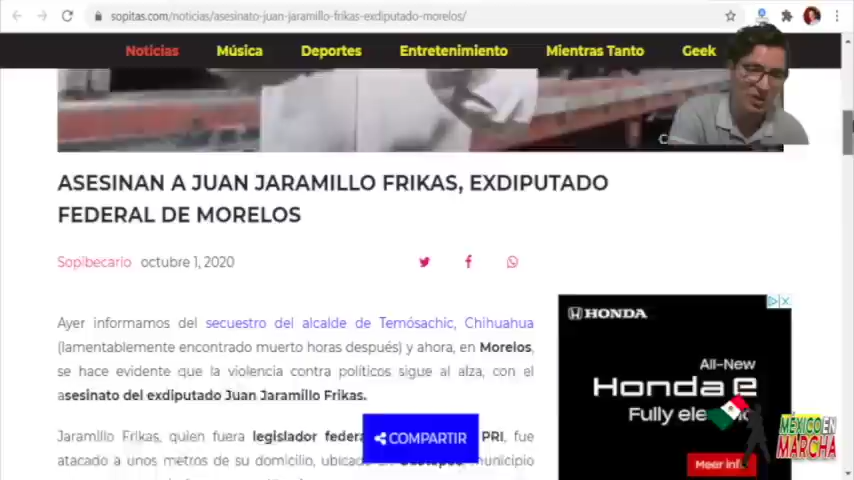 sopitas.com/noticias/asesinato-juan-jaramillo-frikas-exdiputado-morelos/
Noticias Música Deportes Entretenimiento Mientras Tanto Geek
C
ASESINAN A JUAN JARAMILLO FRIKAS, EXDIPUTADO
FEDERAL DE MORELOS
Sopibecario octubre 1, 2020
Ayer informamos del secuestro del alcalde de Temósachic, Chihuahua
(lamentablemente encontrado muerto horas después) y ahora, en Morelos,
se hace evidente que la violencia contra políticos sigue al alza, con el
asesinato del exdiputado Juan Jaramillo Frikas.
Jaramillo Frikas, quien fuera legislador federa PRI, fue
atacado a unos metros de su domicilio, municipio
COMPARTIR
HONDA
All-New
Honda e
Fully
Meer
MÉXICO EN
MARCHA